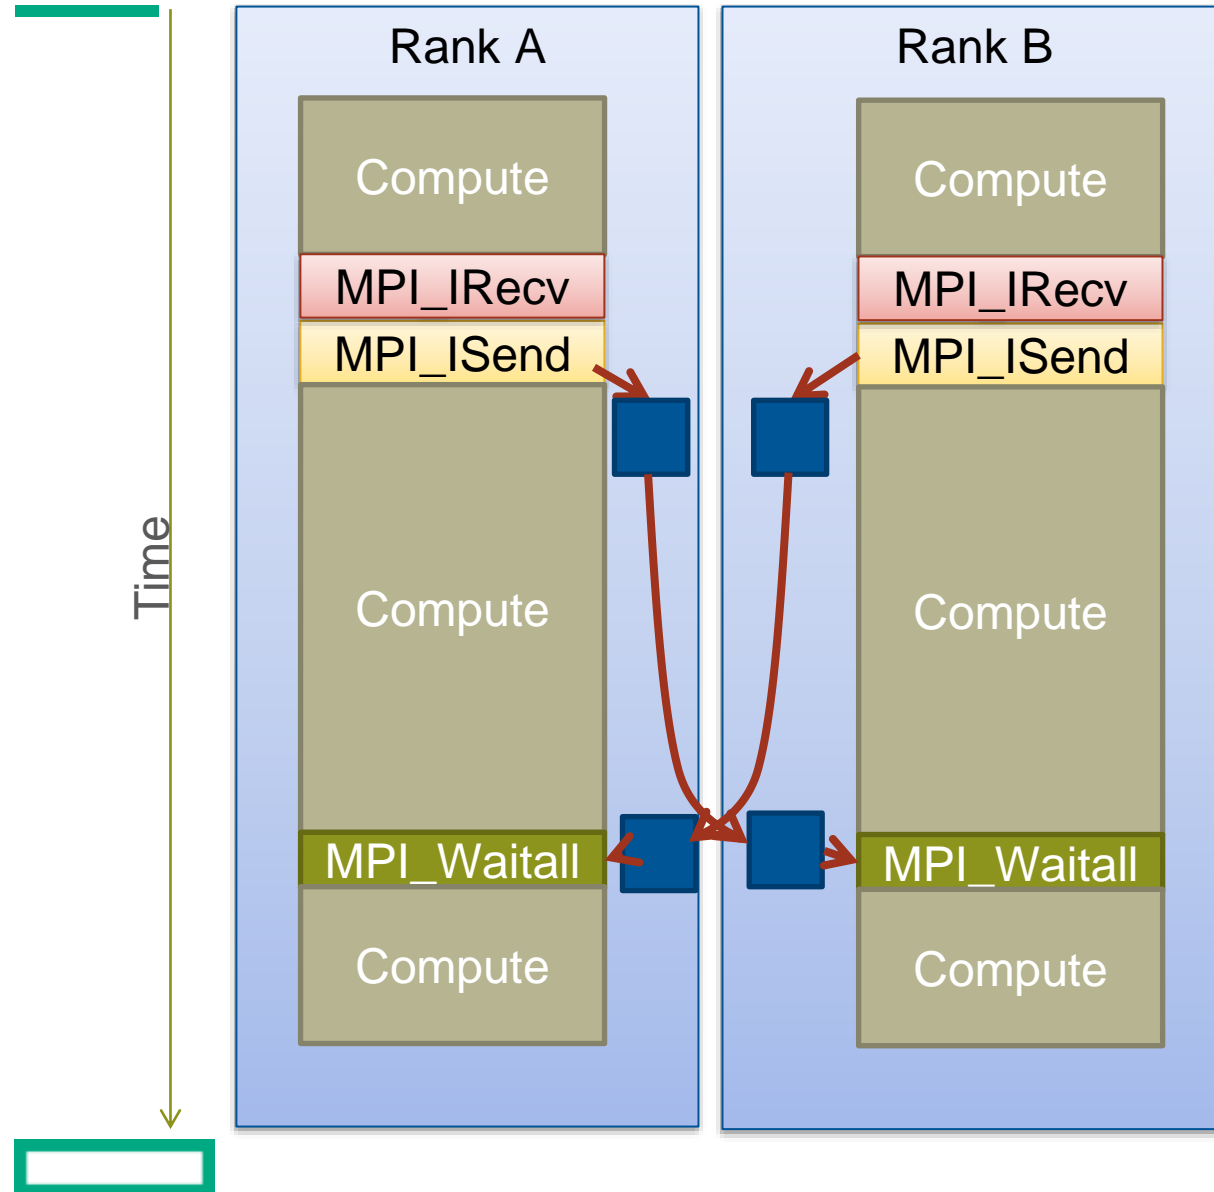 Rank A
Compute
MPI_IRecv
MPI_ISend
Compute
MPI_Waitall
Compute
Rank B
Compute
MPI_IRecv
MPI_ISend
Compute
MPI_Waitall
Compute
Time